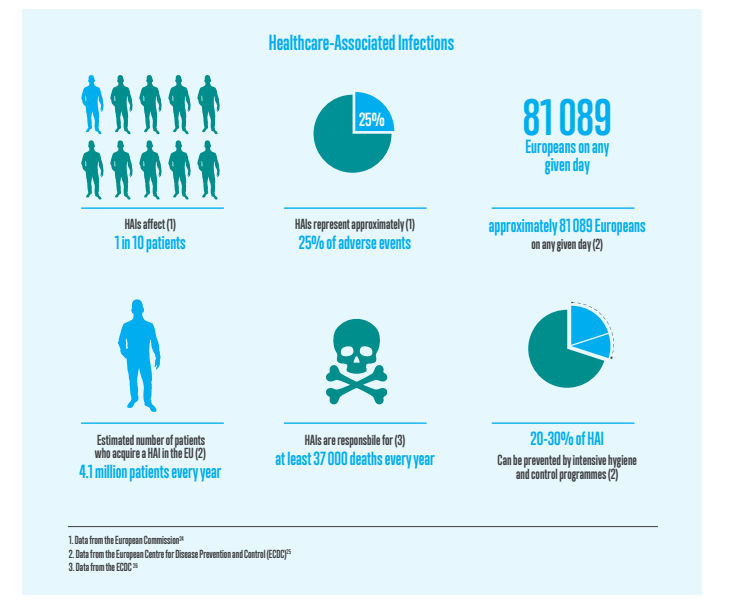 Healthcare-Associated Infections
25%
81 089
Europeans on any
given day
HAIs affect (1)
1 in 10 patients
HAIs represent approximately (1)
25% of adverse events
approximately 81 089 Europeans
on any given day (2)
Estimated number of patients
who acquire a HAI in the EU (2)
4.1 million patients every year
HAIs are responsbile for (3)
at least 37 000 deaths every year
20-30% of HAI
Can be prevented by intensive hygiene
and control programmes (2)
1. Data from the European Commission24
2. Data from the European Centre for Disease Prevention and Control (ECDC)25
3. Data from the ECDC 26